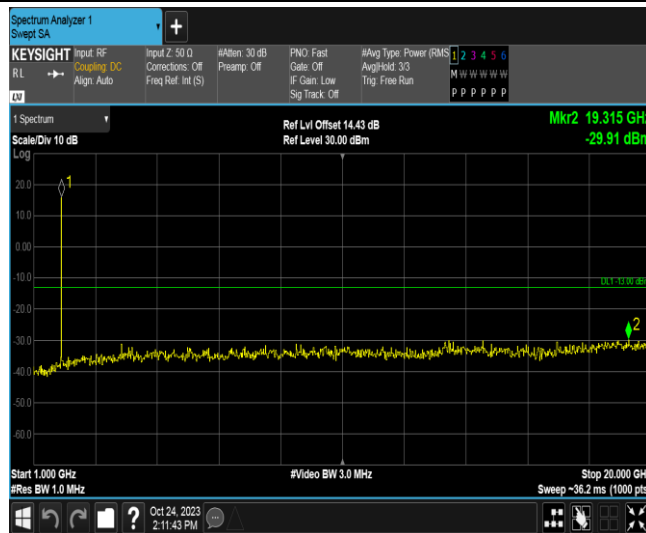 Spectrum Analyzer 1
Swept SA
+
KEYSIGHT
RL
LXI
Input: RF
Coupling: DC
Align: Auto
Input Z: 50 Ω
Corrections: Off
Freq Ref: Int (S)
#Atten: 30 dB
Preamp: Off
PNO: Fast
Gate: Off
IF Gain: Low
Sig Track: Off
#Avg Type: Power (RMS
Avg|Hold: 3/3
Trig: Free Run
1 2 3 4 5 6
M W W W W W
P P P P P P
1 Spectrum
Scale/Div 10 dB
Log
Ref Lvl Offset 14.43 dB
Ref Level 30.00 dBm
Mkr2 19.315 GHz
-29.91 dBm
1
20.0
10.0
0.00
-10.0
DL1 -13.00 dBm
-20.0
2
-30.0
-40.0
-50.0
-60.0
Start 1.000 GHz
#Res BW 1.0 MHz
#Video BW 3.0 MHz
Stop 20.000 GHz
Sweep ~36.2 ms (1000 pts)
?
Oct 24, 2023
2:11:43 PM